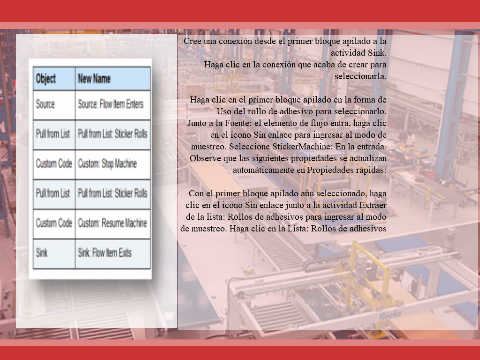 Object New Name
Source Source: Flow Item Enters
Pull from List Pull from List: Sticker Rolls
Custom Code Custom: Stop Machine
Pull from List Pull from List: Sticker Rolls
Custom Code Custom: Resume Machine
Sink Sink: Flow Item Exits
Cree una conexión desde el primer bloque apilado a la
actividad Sink.
Haga clic en la conexión que acaba de crear para
seleccionarla.
Haga clic en el primer bloque apilado en la forma de
Uso del rollo de adhesivo para seleccionarlo.
Junto a la Fuente: el elemento de flujo entra, haga clic
en el icono Sin enlace para ingresar al modo de
muestreo. Seleccione StickerMachine: En la entrada.
Observe que las siguientes propiedades se actualizan
automáticamente en Propiedades rápidas:
Con el primer bloque apilado aún seleccionado, haga
clic en el icono Sin enlace junto a la actividad Extraer
de la lista: Rollos de adhesivos para ingresar al modo
de muestreo. Haga clic en la Lista: Rollos de adhesivos